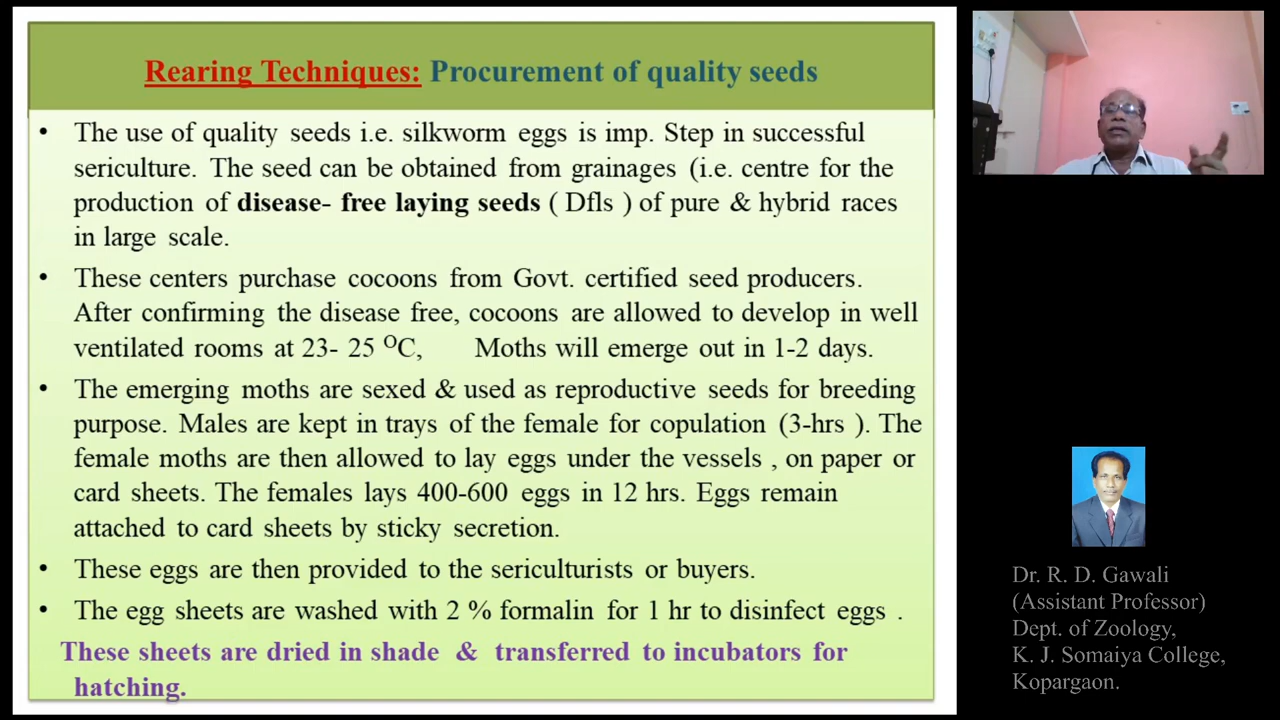 Rearing Techniques: Procurement of quality seeds
• The use of quality seeds i.e. silkworm eggs is imp. Step in successful
sericulture. The seed can be obtained from grainages (i.e. centre for the
production of disease- free laying seeds ( Dfls ) of pure & hybrid races
in large scale.
• These centers purchase cocoons from Govt. certified seed producers.
After confirming the disease free, cocoons are allowed to develop in well
ventilated rooms at 23- 25 ᴼC, Moths will emerge out in 1-2 days.
• The emerging moths are sexed & used as reproductive seeds for breeding
purpose. Males are kept in trays of the female for copulation (3-hrs ). The
female moths are then allowed to lay eggs under the vessels , on paper or
card sheets. The females lays 400-600 eggs in 12 hrs. Eggs remain
attached to card sheets by sticky secretion.
• These eggs are then provided to the sericulturists or buyers.
• The egg sheets are washed with 2 % formalin for 1 hr to disinfect eggs .
These sheets are dried in shade & transferred to incubators for
hatching.
Dr. R. D. Gawali
(Assistant Professor)
Dept. of Zoology,
K. J. Somaiya College,
Kopargaon.